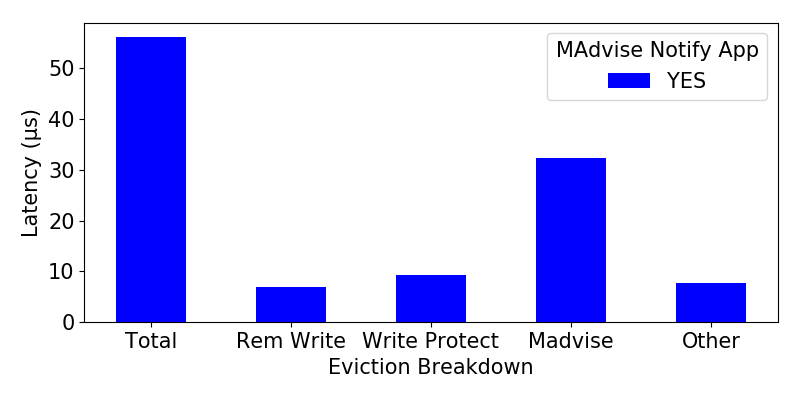 MAdvise Notify App
YES
Latency (μs)
50
40
30
20
10
0
Total Rem Write Write Protect Madvise Other
Eviction Breakdown